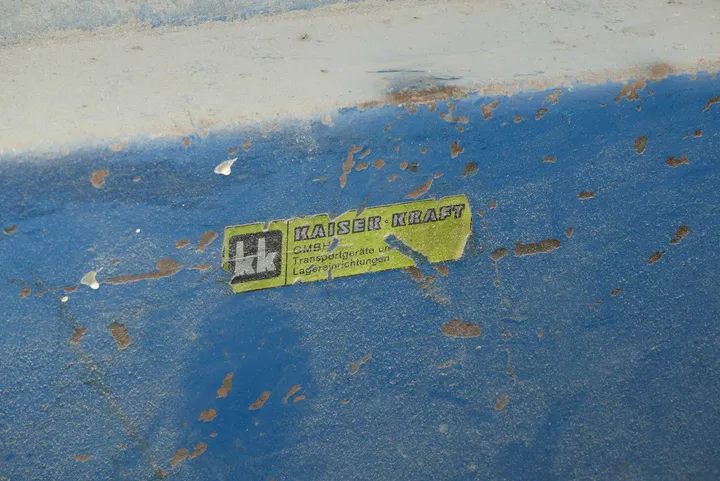 kk
KAISER + KRAFT
GMBH
Transportgeräte un
Lagereinrichtungen